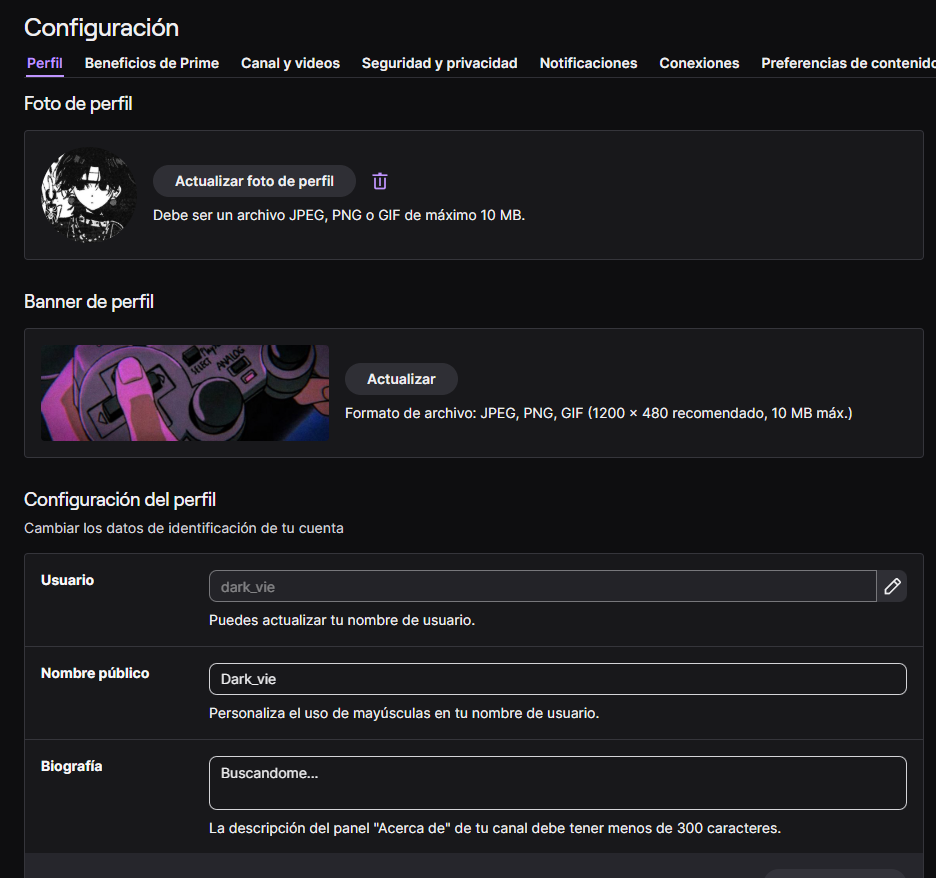 Configuración
Perfil Beneficios de Prime Canal y videos Seguridad y privacidad Notificaciones Conexiones Preferencias de contenido
Foto de perfil
Actualizar foto de perfil
Debe ser un archivo JPEG, PNG o GIF de máximo 10 MB.
Banner de perfil
SELECT ANALOG
Actualizar
Formato de archivo: JPEG, PNG, GIF (1200 × 480 recomendado, 10 MB máx.)
Configuración del perfil
Cambiar los datos de identificación de tu cuenta
Usuario
dark_vie
Puedes actualizar tu nombre de usuario.
Nombre público
Dark_vie
Personaliza el uso de mayúsculas en tu nombre de usuario.
Biografía
Buscandome...
La descripción del panel "Acerca de" de tu canal debe tener menos de 300 caracteres.